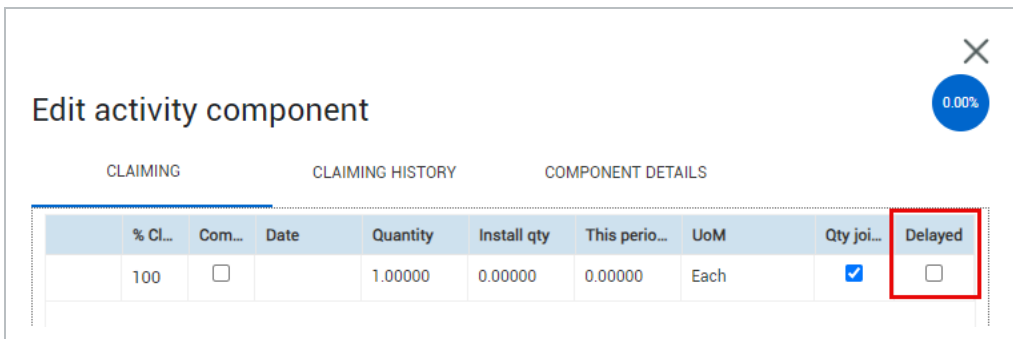 0.00%
Edit activity component
CLAIMING CLAIMING HISTORY COMPONENT DETAILS
% Cl... Com... Date Quantity Install qty This perio... UoM Qty joi... Delayed
100 1.00000 0.00000 0.00000 Each